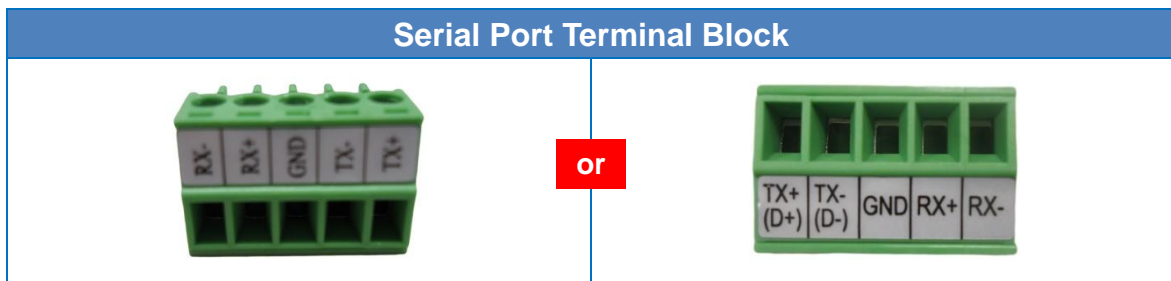 Serial Port Terminal Block
RX- RX+ GND TX- TX+
or
TX+ TX- GND RX+ RX-
(D+) (D-)